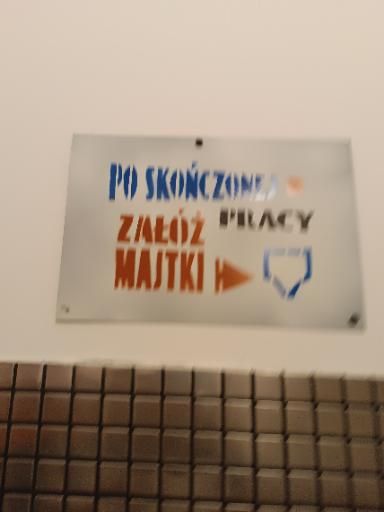 PO SKOŃCZONEJ
PRACY
ZAŁÓŻ
MAJTKI